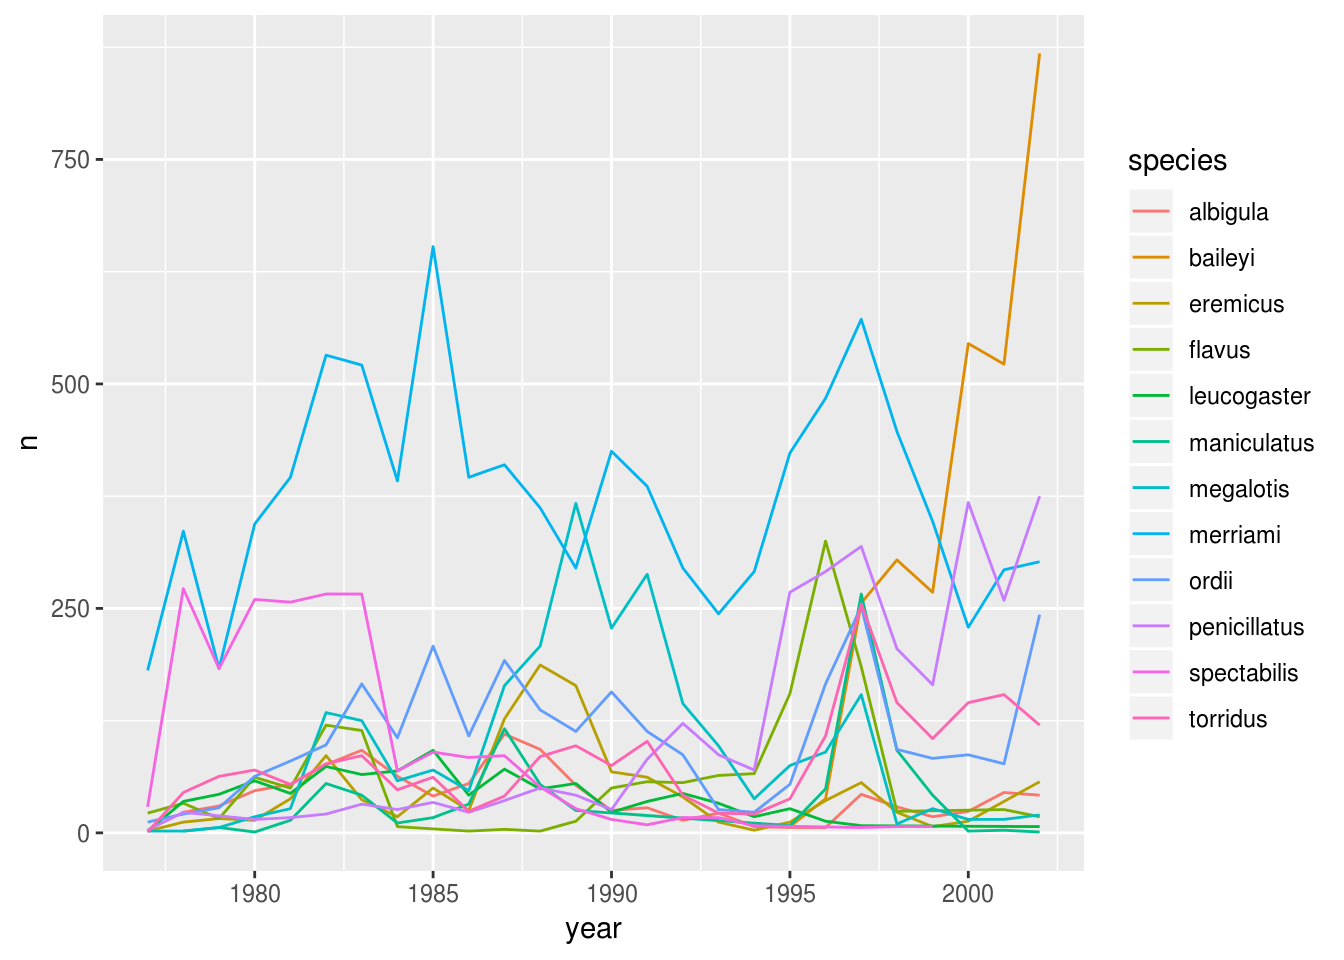 750
500
250
0
n
1980 1985 1990 1995 2000
year
species
albigula
baileyi
eremicus
flavus
leucogaster
maniculatus
megalotis
merriami
ordii
penicillatus
spectabilis
torridus